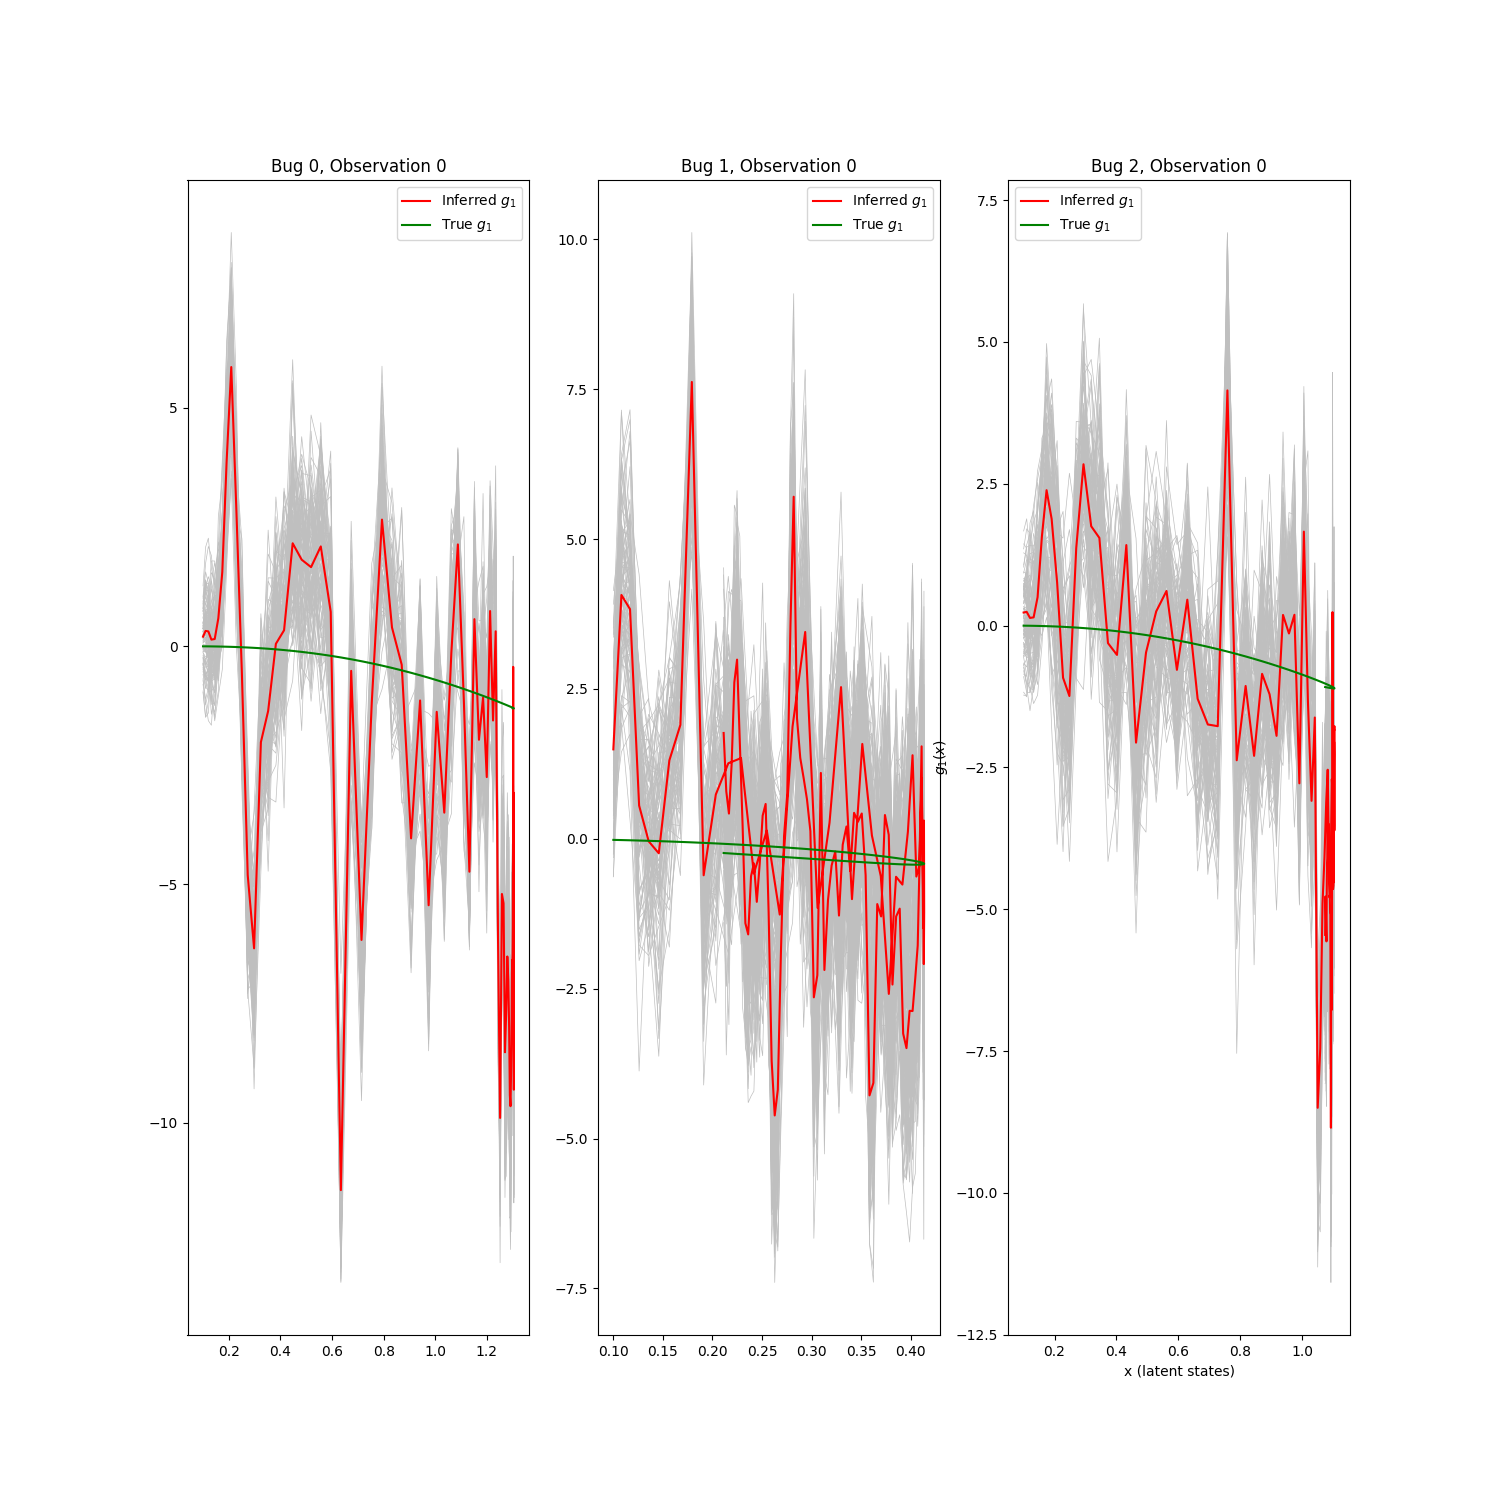 Bug 0, Observation 0
Inferred g₁
True g₁
5
0
−5
−10
0.2 0.4 0.6 0.8 1.0 1.2
Bug 1, Observation 0
Inferred g₁
True g₁
10.0
7.5
5.0
2.5
0.0
−2.5
−5.0
−7.5
0.10 0.15 0.20 0.25 0.30 0.35 0.40
Bug 2, Observation 0
Inferred g₁
True g₁
g₁(x)
7.5
5.0
2.5
0.0
−2.5
−5.0
−7.5
−10.0
−12.5
0.2 0.4 0.6 0.8 1.0
x (latent states)